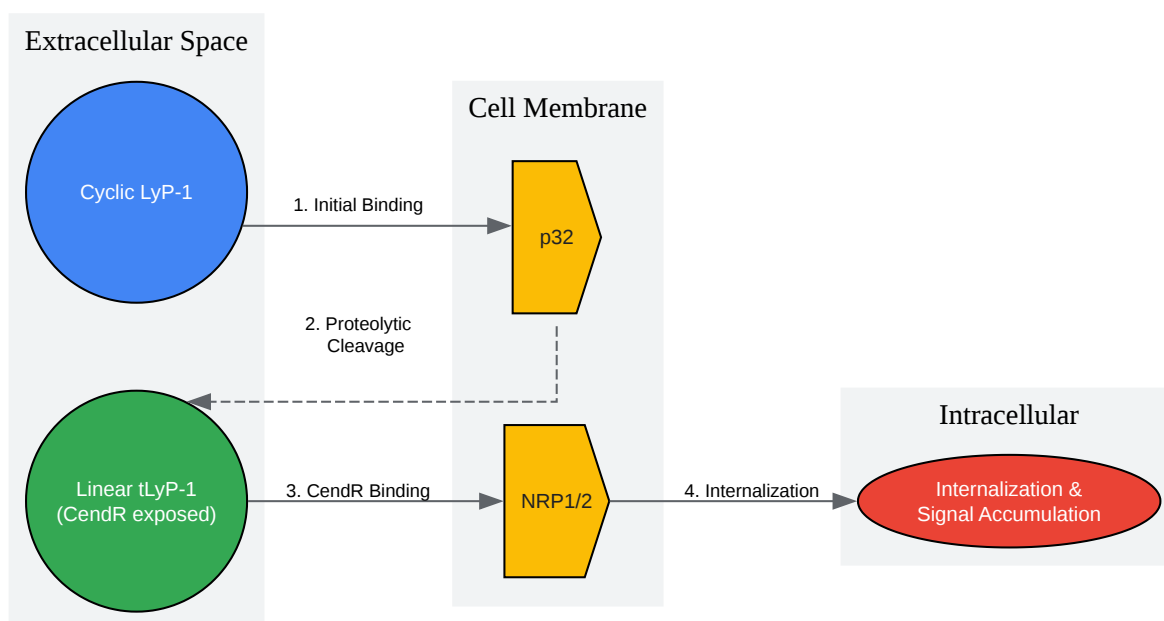 Extracellular Space
Cell Membrane
Cyclic LyP-1
1. Initial Binding
p32
2. Proteolytic
Cleavage
Intracellular
Linear tLyP-1
(CendR exposed)
3. CendR Binding
NRP1/2
4. Internalization
Internalization &
Signal Accumulation